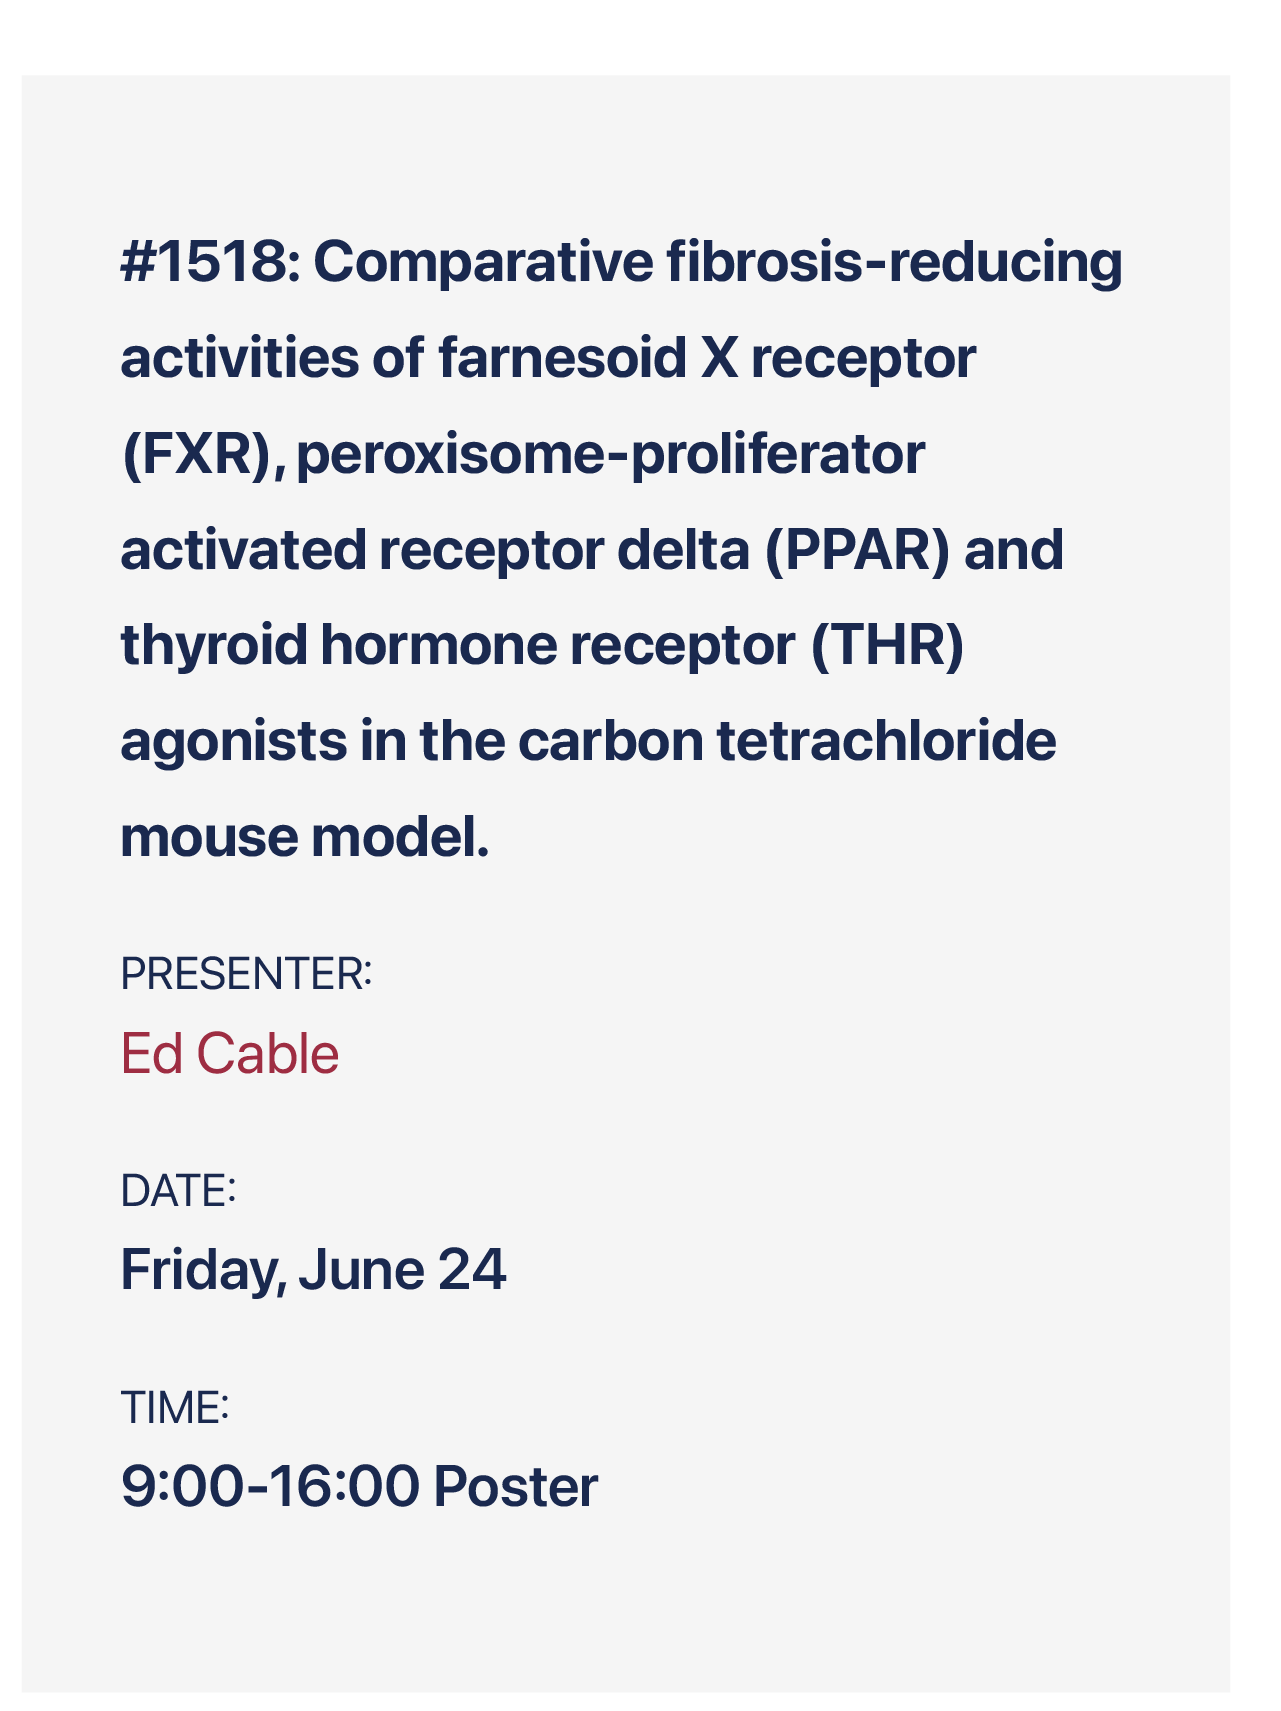 #1518: Comparative fibrosis-reducing
activities of farnesoid X receptor
(FXR), peroxisome-proliferator
activated receptor delta (PPAR) and
thyroid hormone receptor (THR)
agonists in the carbon tetrachloride
mouse model.
PRESENTER:
Ed Cable
DATE:
Friday, June 24
TIME:
9:00-16:00 Poster